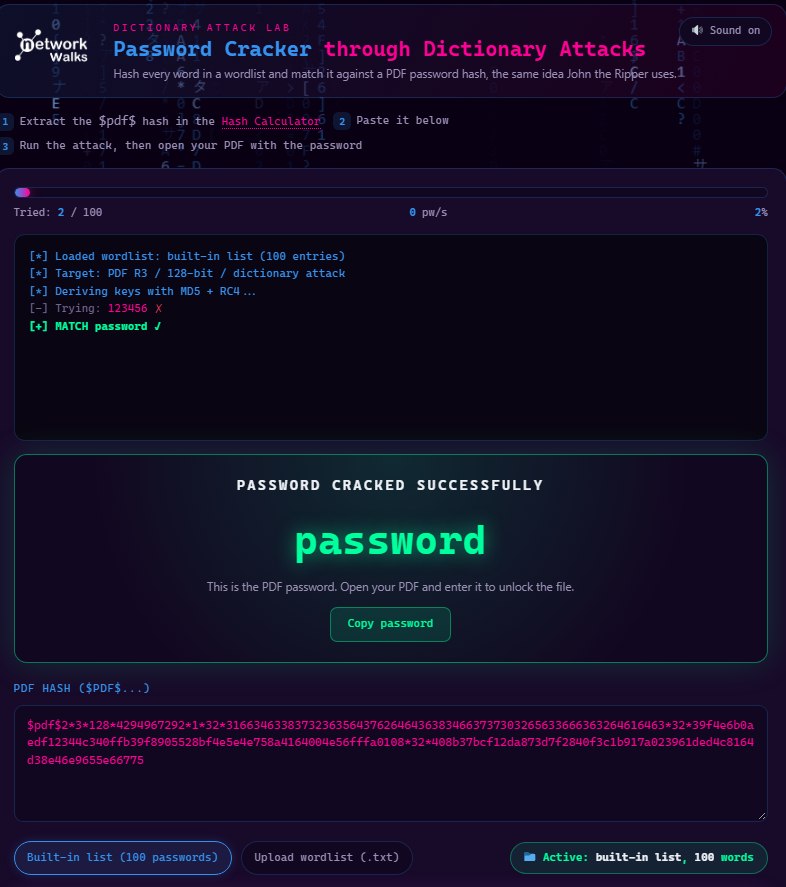 network
Walks
DICTIONARY ATTACK LAB
Password Cracker through Dictionary Attacks
Hash every word in a wordlist and match it against a PDF password hash, the same idea John the Ripper uses.
Sound on
1 Extract the $pdf$ hash in the Hash Calculator 2 Paste it below
3 Run the attack, then open your PDF with the password
Tried: 2 / 100 0 pw/s 2%
[*] Loaded wordlist: built-in list (100 entries)
[*] Target: PDF R3 / 128-bit / dictionary attack
[*] Deriving keys with MD5 + RC4...
[-] Trying: 123456 ✗
[+] MATCH password ✓
PASSWORD CRACKED SUCCESSFULLY
password
This is the PDF password. Open your PDF and enter it to unlock the file.
Copy password
PDF HASH ($PDF$...)
$pdf$2*3*128*4294967292*1*32*31663463383732363564376264643638346637373032656333666363264616463*32*39f4e6b0a
edf12344c340ffb39f8905528bf4e5e4e758a4164004e56fffa0108*32*408b37bcf12da873d7f2840f3c1b917a023961ded4c8164
d38e46e9655e66775
Built-in list (100 passwords) Upload wordlist (.txt) Active: built-in list, 100 words